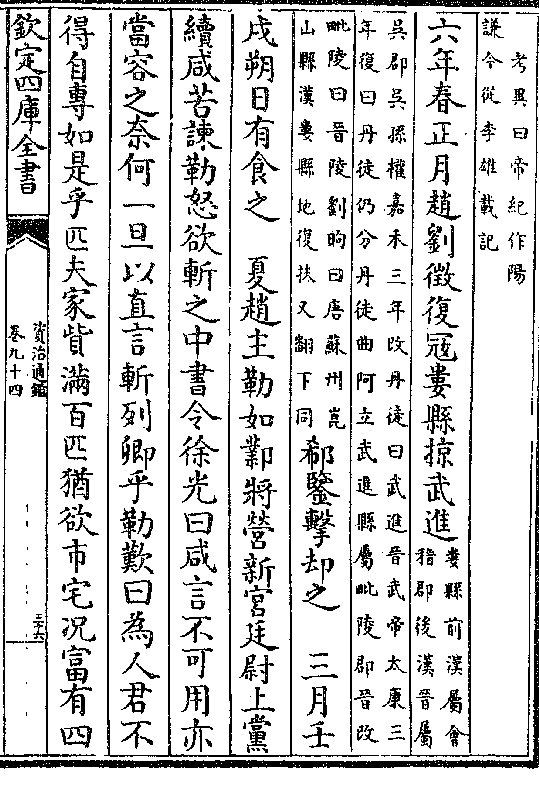 考異曰帝紀作陽
謙今從李雄載記
六年春正月趙劉徵復冦婁縣掠武進婁縣前漢屬㑹
稽郡後漢晉屬
吳郡吳孫權嘉禾三年改丹徒曰武進晉武帝太康三
年復曰丹徒仍分丹徒曲阿立武進縣屬毗陵郡晉改
毗陵曰晉陵劉昫曰唐蘇州崑
山縣漢婁縣地復扶又翻下同
郗鑒擊却之　三月壬
戌朔日有食之　夏趙主勒如鄴將營新宮廷尉上黨
續咸苦諫勒怒欲斬之中書令徐光曰咸言不可用亦
當容之奈何一旦以直言斬列卿乎勒歎曰為人君不
得自專如是乎匹夫家貲滿百匹猶欲市宅况富有四
欽定四庫全書
資治通鑑
卷九十四